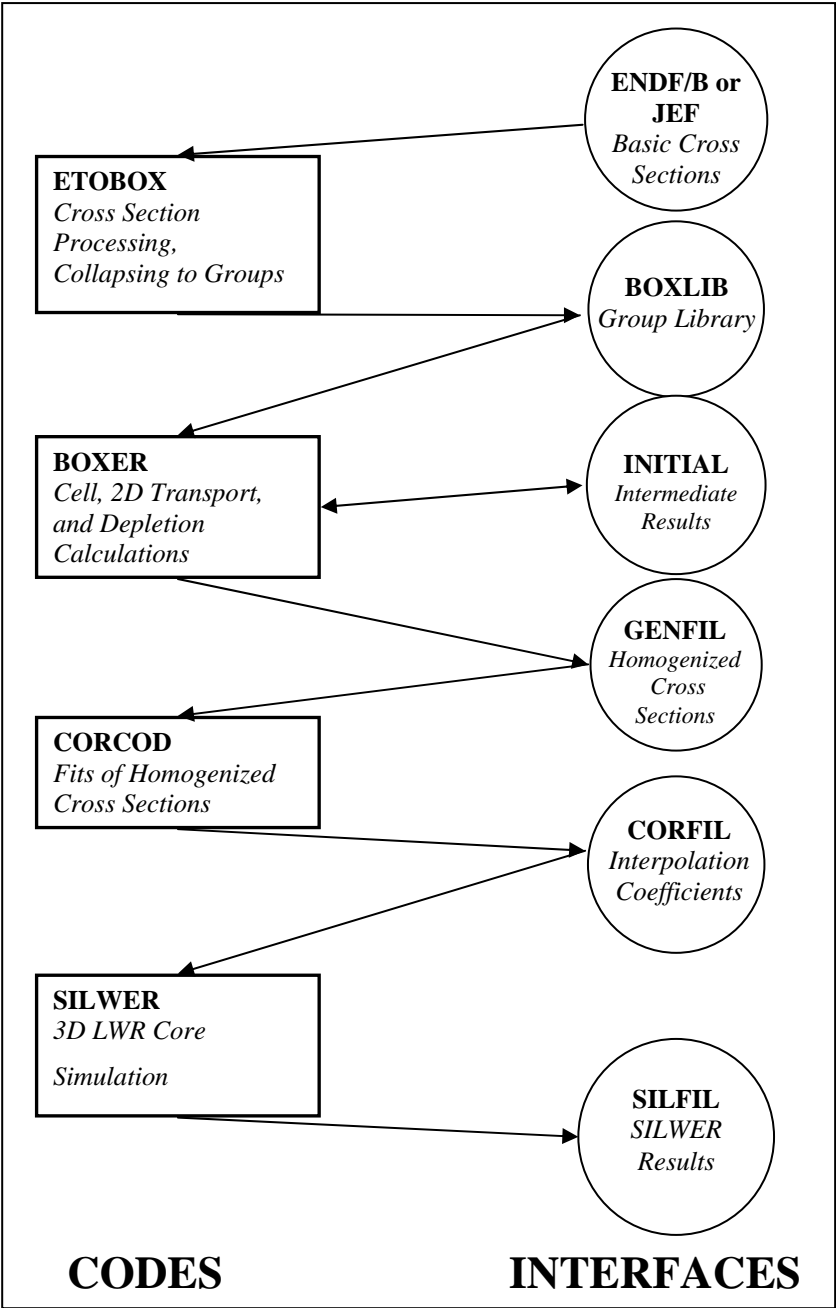 ENDF/B or
JEF
Basic Cross
Sections
ETOBOX
Cross Section
Processing,
Collapsing to Groups
BOXLIB
Group Library
BOXER
Cell, 2D Transport,
and Depletion
Calculations
INITIAL
Intermediate
Results
GENFIL
Homogenized
Cross
Sections
CORCOD
Fits of Homogenized
Cross Sections
CORFIL
Interpolation
Coefficients
SILWER
3D LWR Core
Simulation
SILFIL
SILWER
Results
CODES
INTERFACES